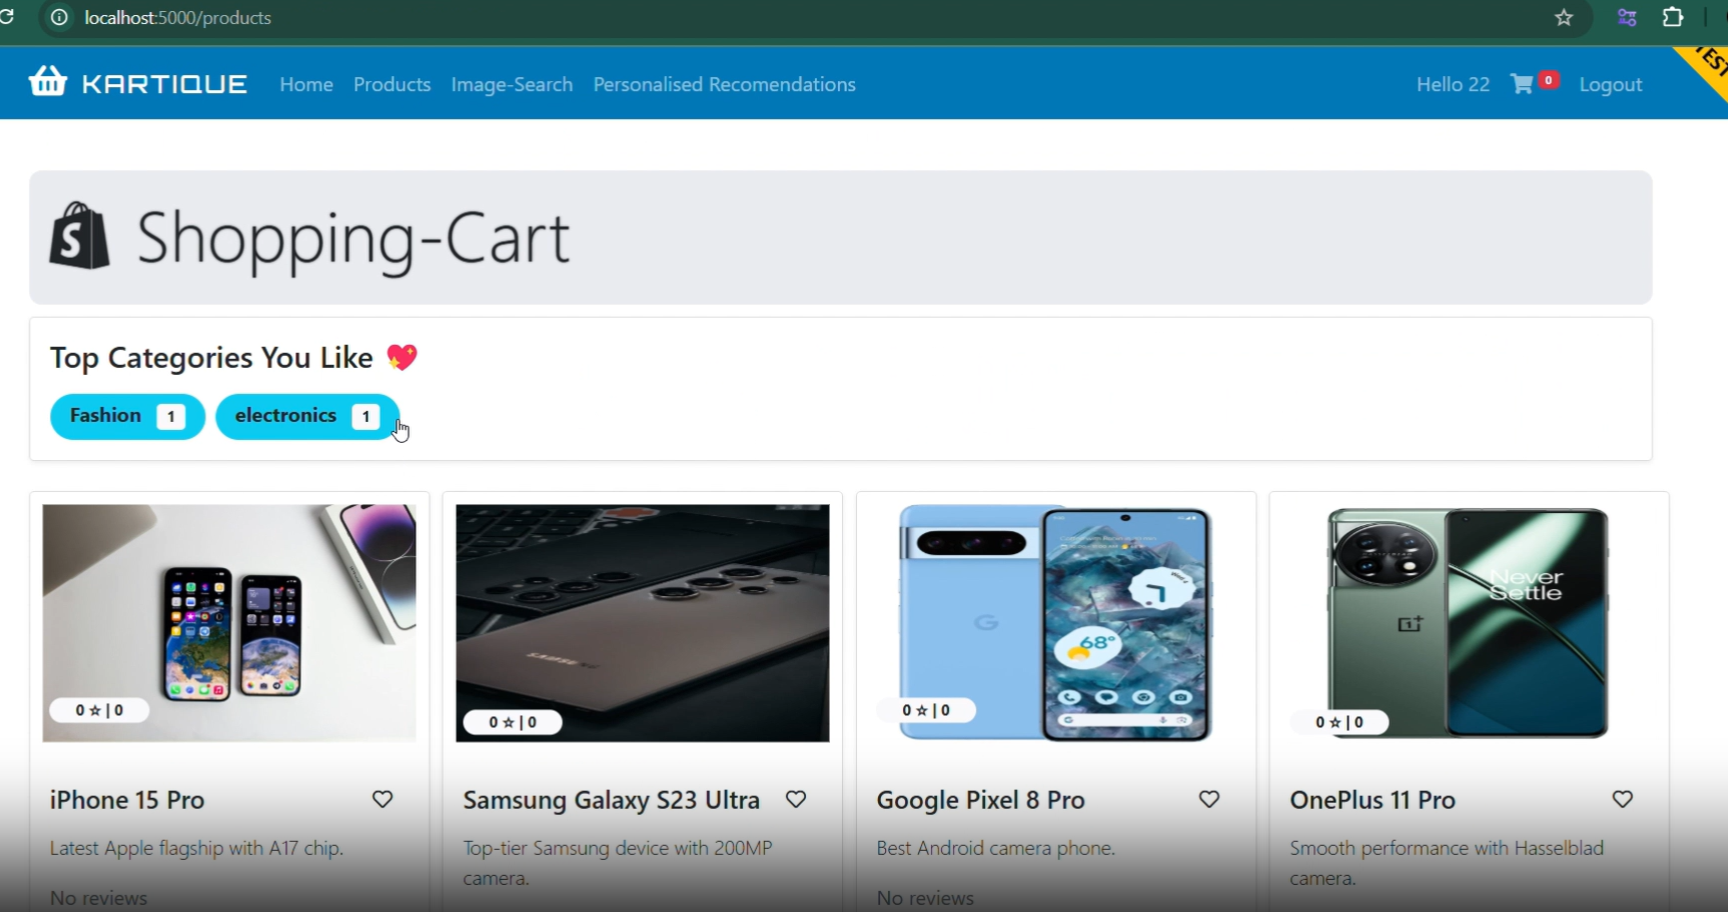 localhost:5000/products
KARTIQUE Home Products Image-Search Personalised Recomendations Hello 22 0 Logout
TEST
Shopping-Cart
Top Categories You Like 💖
Fashion 1 electronics 1
Never
Settle
SAMSUNG
68°
0 ☆ | 0
0 ☆ | 0
0 ☆ | 0
0 ☆ | 0
iPhone 15 Pro
Latest Apple flagship with A17 chip.
No reviews
Samsung Galaxy S23 Ultra
Top-tier Samsung device with 200MP
camera.
Google Pixel 8 Pro
Best Android camera phone.
No reviews
OnePlus 11 Pro
Smooth performance with Hasselblad
camera.